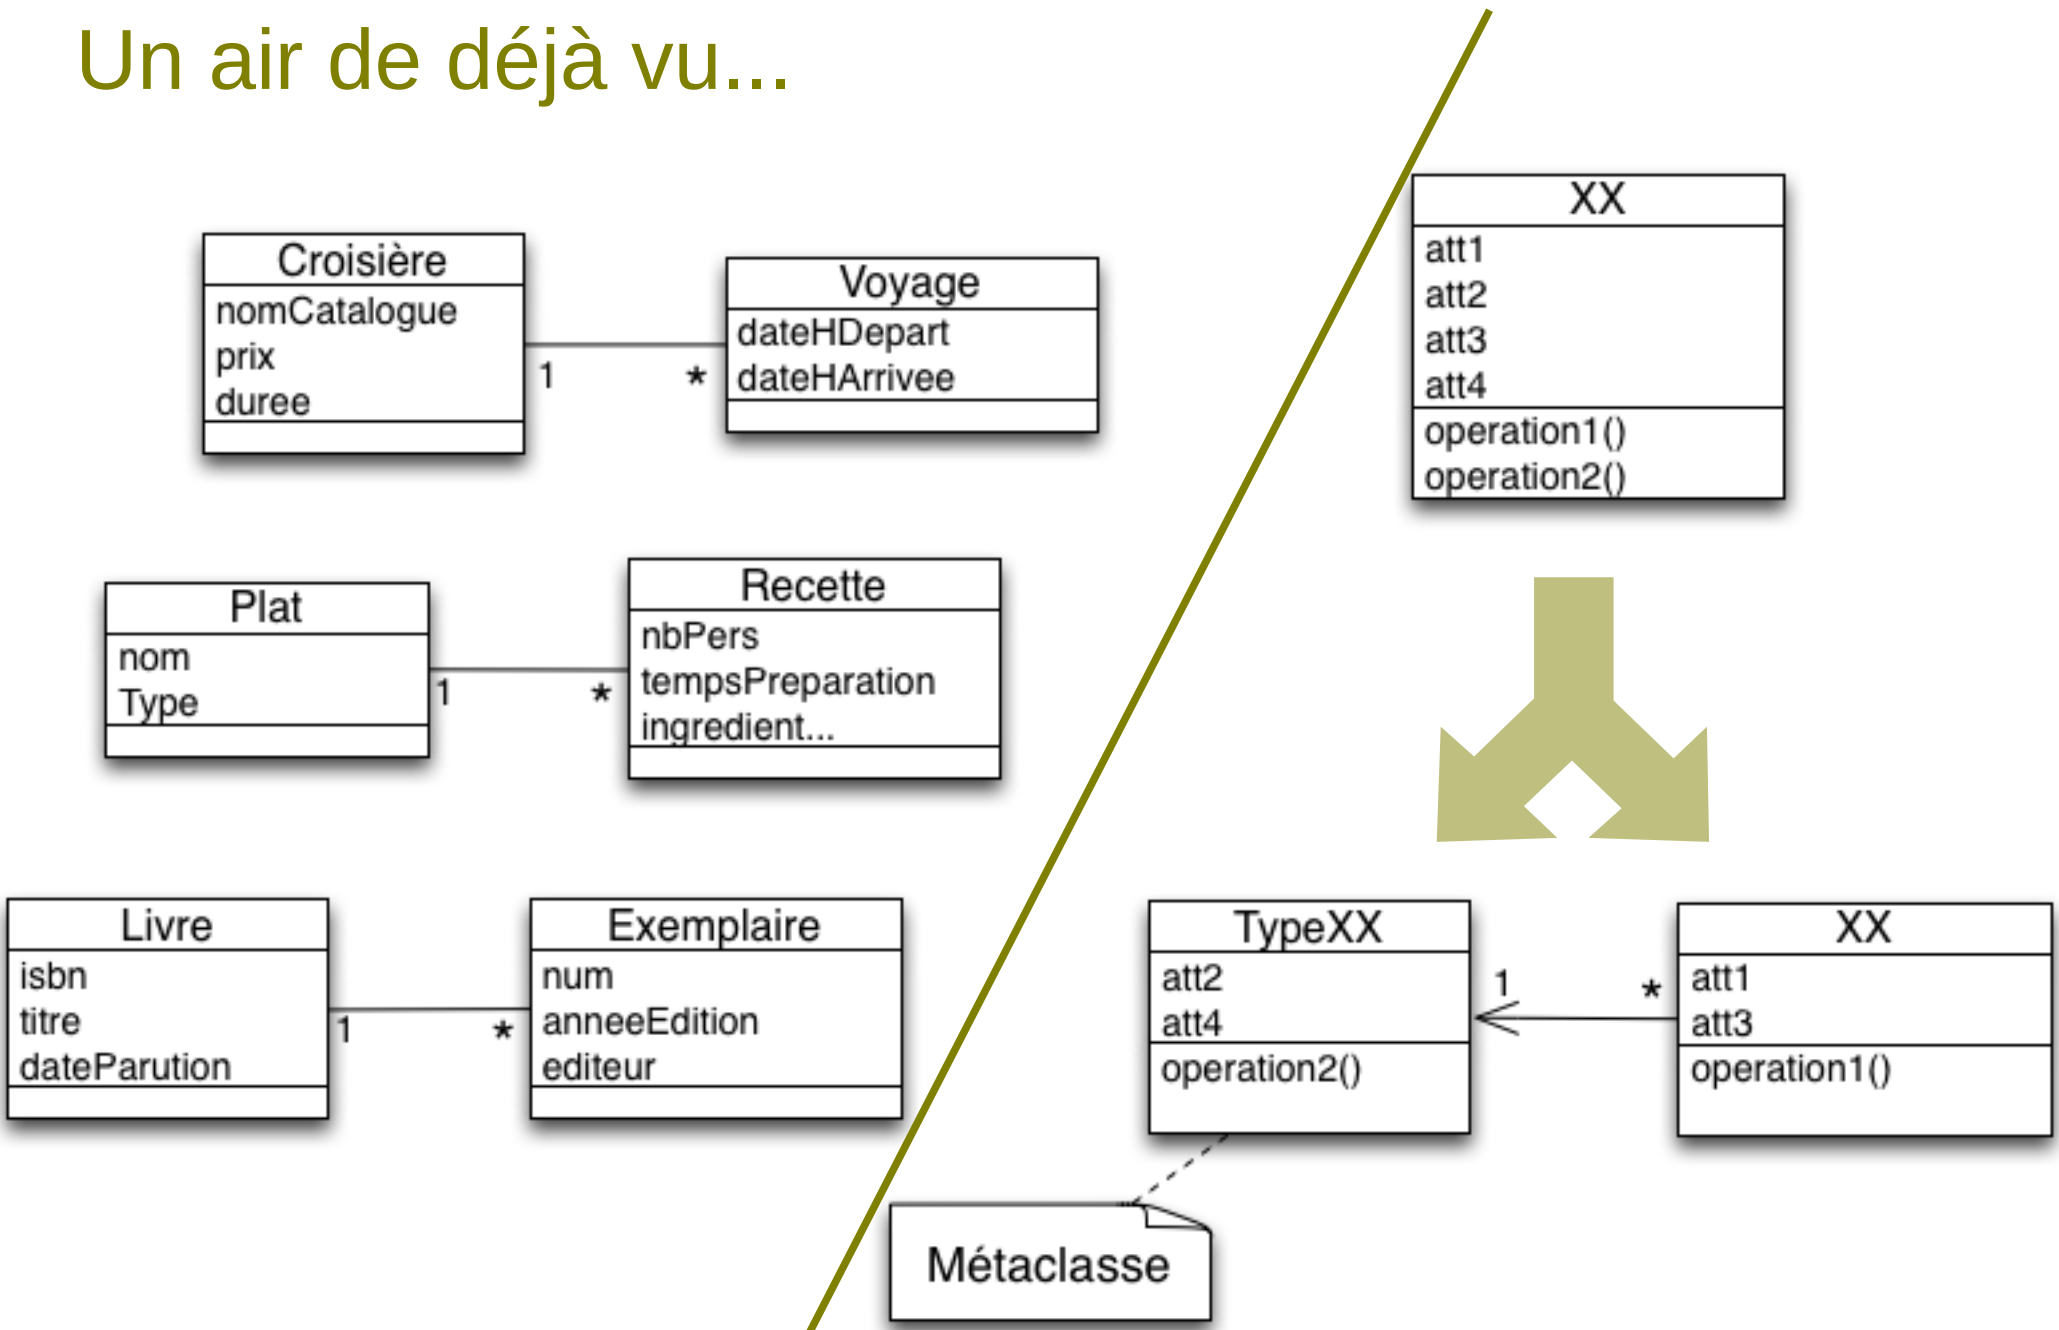 Un air de déjà vu...
Croisière
nomCatalogue
prix
duree
1
*
Voyage
dateHDepart
dateHArrivee
Plat
nom
Type
1
*
Recette
nbPers
tempsPreparation
ingredient...
Livre
isbn
titre
dateParution
1
*
Exemplaire
num
anneeEdition
editeur
XX
att1
att2
att3
att4
operation1()
operation2()
TypeXX
att2
att4
operation2()
1
*
XX
att1
att3
operation1()
Métaclasse